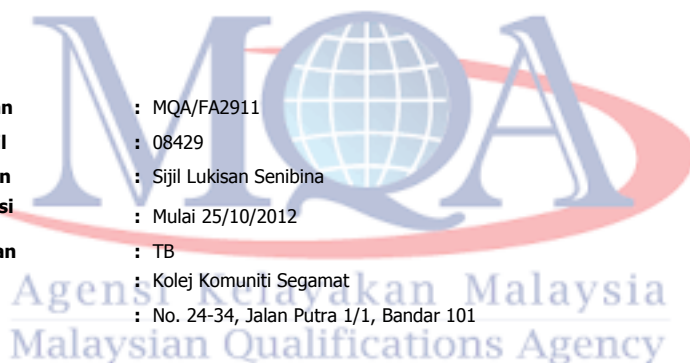 MQA
an : MQA/FA2911
l : 08429
n : Sijil Lukisan Senibina
si : Mulai 25/10/2012
an : TB
: Kolej Komuniti Segamat
: No. 24-34, Jalan Putra 1/1, Bandar 101
Agensi Kelayakan Malaysia
Malaysian Qualifications Agency